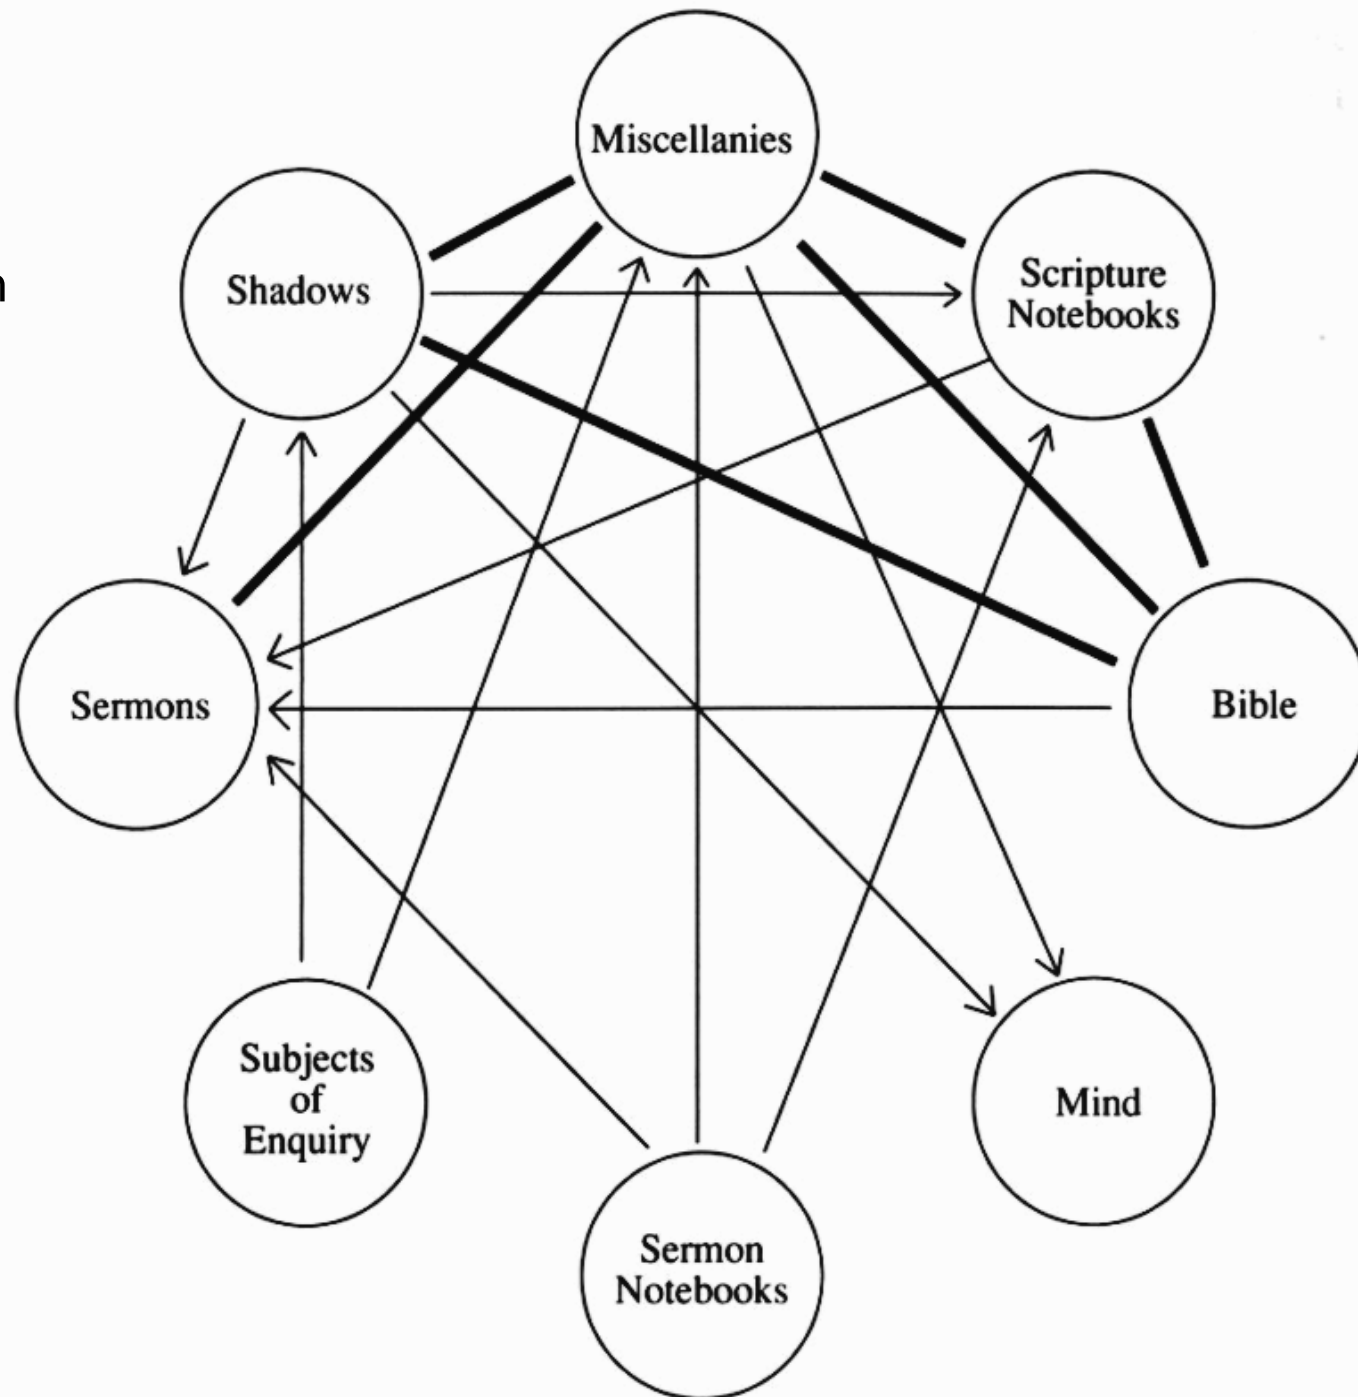 Miscellanies
Shadows
Scripture
Notebooks
n
Sermons
Bible
Subjects
of
Enquiry
Mind
Sermon
Notebooks